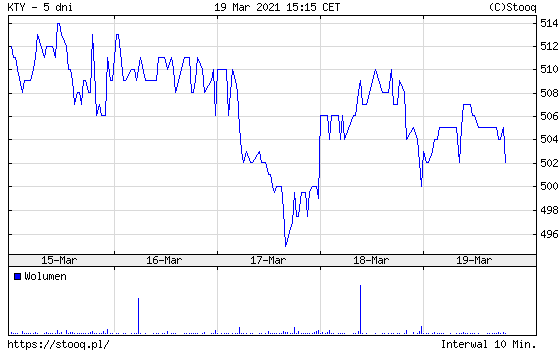 KTY - 5 dni 19 Mar 2021 15:15 CET (C)Stooq
514
512
510
508
506
504
502
500
498
496
15-Mar 16-Mar 17-Mar 18-Mar 19-Mar
Wolumen
https://stooq.pl/ Interwal 10 Min.